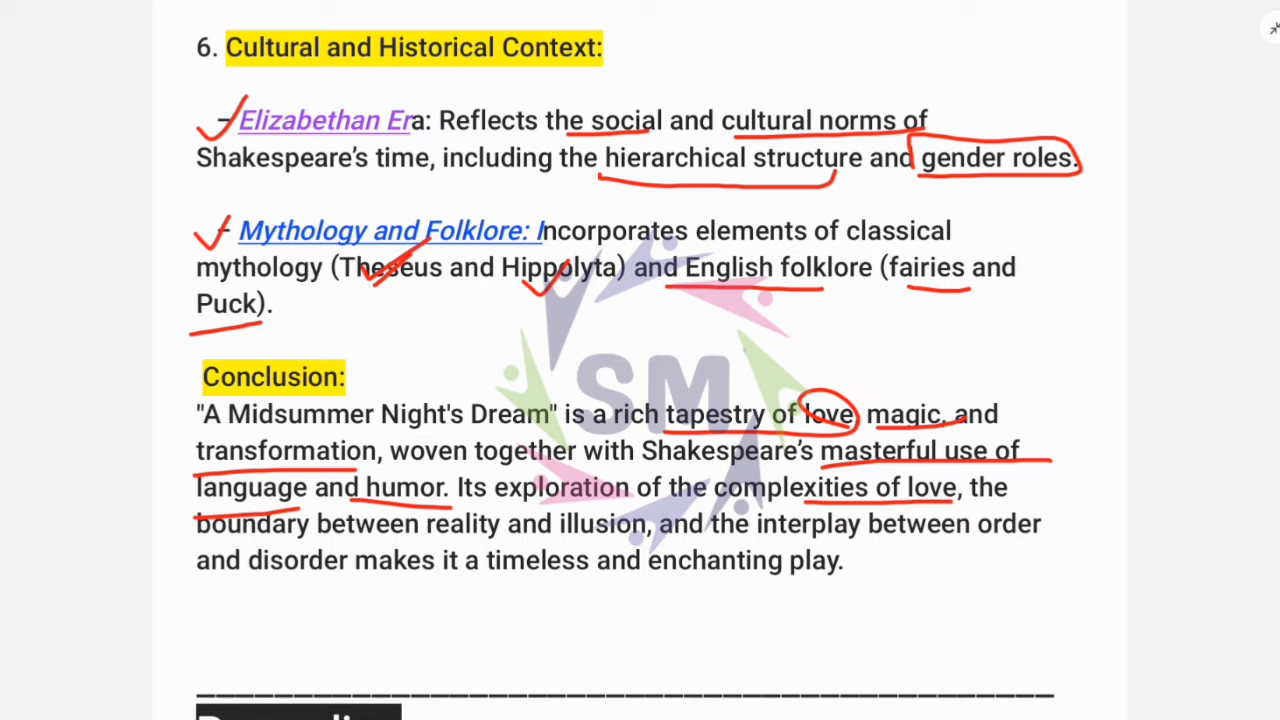 6. Cultural and Historical Context:
– Elizabethan Era: Reflects the social and cultural norms of
Shakespeare's time, including the hierarchical structure and gender roles.
– Mythology and Folklore: Incorporates elements of classical
mythology (Theseus and Hippolyta) and English folklore (fairies and
Puck).
SM
Conclusion:
"A Midsummer Night's Dream" is a rich tapestry of love, magic, and
transformation, woven together with Shakespeare's masterful use of
language and humor. Its exploration of the complexities of love, the
boundary between reality and illusion, and the interplay between order
and disorder makes it a timeless and enchanting play.